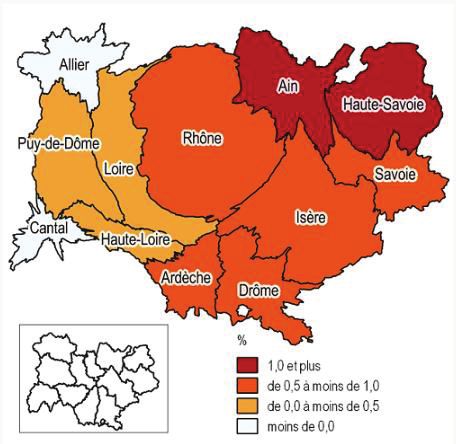 Allier
Ain
Haute-Savoie
Puy-de-Dôme
Rhône
Loire
Savoie
Cantal
Isère
Haute-Loire
Ardèche
Drôme
%
1,0 et plus
de 0,5 à moins de 1,0
de 0,0 à moins de 0,5
moins de 0,0